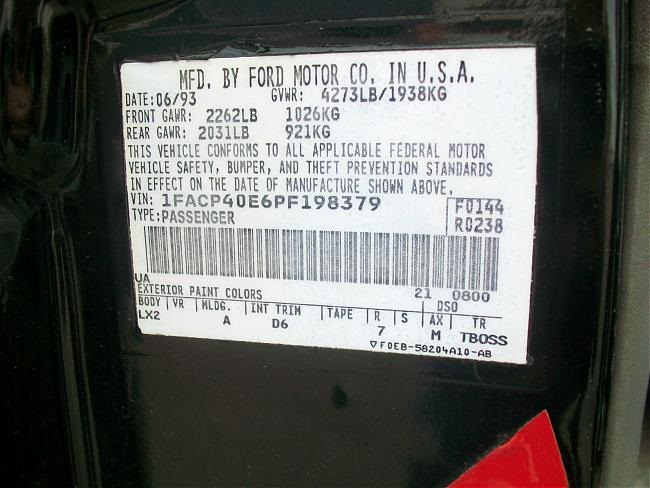 MFD. BY FORD MOTOR CO. IN U.S.A.
DATE: 06/93 GVWR: 4273LB/1938KG
FRONT GAWR: 2262LB 1026KG
REAR GAWR: 2031LB 921KG
THIS VEHICLE CONFORMS TO ALL APPLICABLE FEDERAL MOTOR
VEHICLE SAFETY, BUMPER, AND THEFT PREVENTION STANDARDS
IN EFFECT ON THE DATE OF MANUFACTURE SHOWN ABOVE.
VIN: 1FACP40E6PF198379 F0144
TYPE: PASSENGER R0238
UA
EXTERIOR PAINT COLORS 21 0800
BODY VR MLDG. INT TRIM TAPE R S AX TR DSO
LX2 A D6 7 M TBOSS
▽F0EB-58204A10-AB